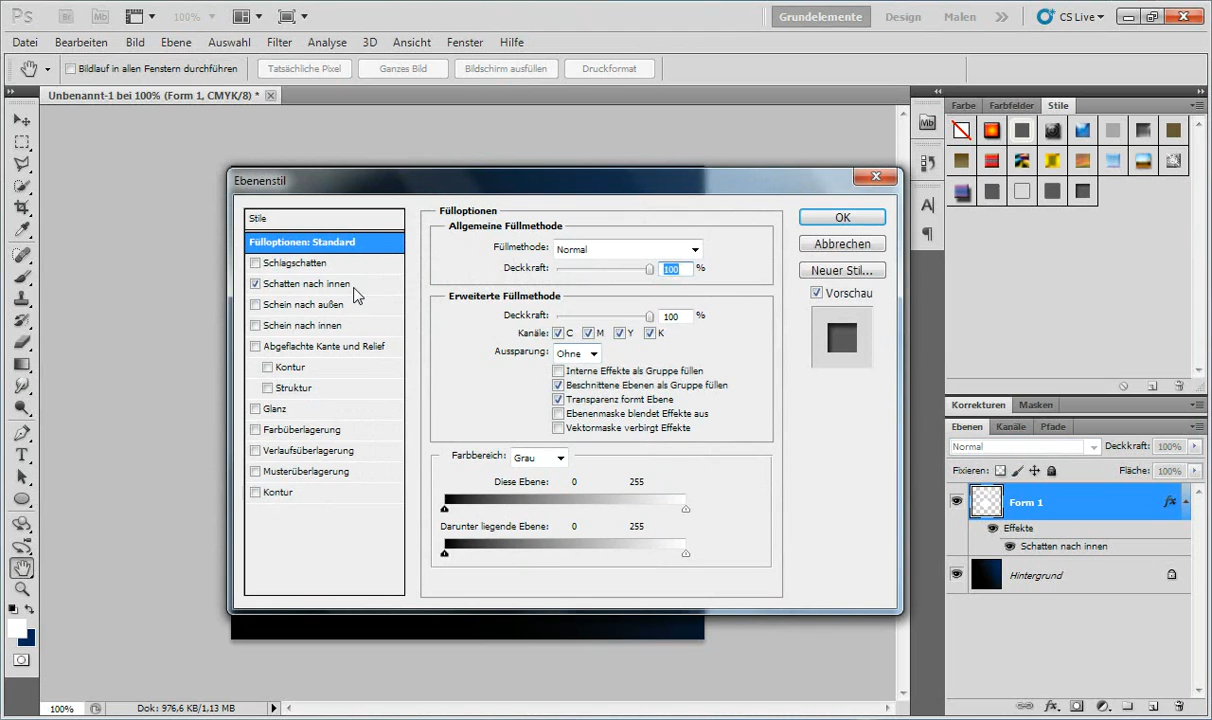 Ps Br Mb 100% Grundelemente Design Malen CS Live
Datei Bearbeiten Bild Ebene Auswahl Filter Analyse 3D Ansicht Fenster Hilfe
Bildlauf in allen Fenstern durchführen Tatsächliche Pixel Ganzes Bild Bildschirm ausfüllen Druckformat
Unbenannt-1 bei 100% (Form 1, CMYK/8) *
Farbe Farbfelder Stile
Mb
Ebenenstil
Stile
Fülloptionen: Standard
Schlagschatten
Schatten nach innen
Schein nach außen
Schein nach innen
Abgeflachte Kante und Relief
Kontur
Struktur
Glanz
Farbüberlagerung
Verlaufsüberlagerung
Musterüberlagerung
Kontur
Fülloptionen
Allgemeine Füllmethode
Füllmethode: Normal
Deckkraft: 100 %
Erweiterte Füllmethode
Deckkraft: 100 %
Kanäle: C M Y K
Aussparung: Ohne
Interne Effekte als Gruppe füllen
Beschnittene Ebenen als Gruppe füllen
Transparenz formt Ebene
Ebenenmaske blendet Effekte aus
Vektormaske verbirgt Effekte
Farbbereich: Grau
Diese Ebene: 0 255
Darunter liegende Ebene: 0 255
OK
Abbrechen
Neuer Stil...
Vorschau
Korrekturen Masken
Ebenen Kanäle Pfade
Normal Deckkraft: 100%
Fixieren: Fläche: 100%
Form 1 fx
Effekte
Schatten nach innen
Hintergrund
100% Dok: 976,6 KB/1,13 MB